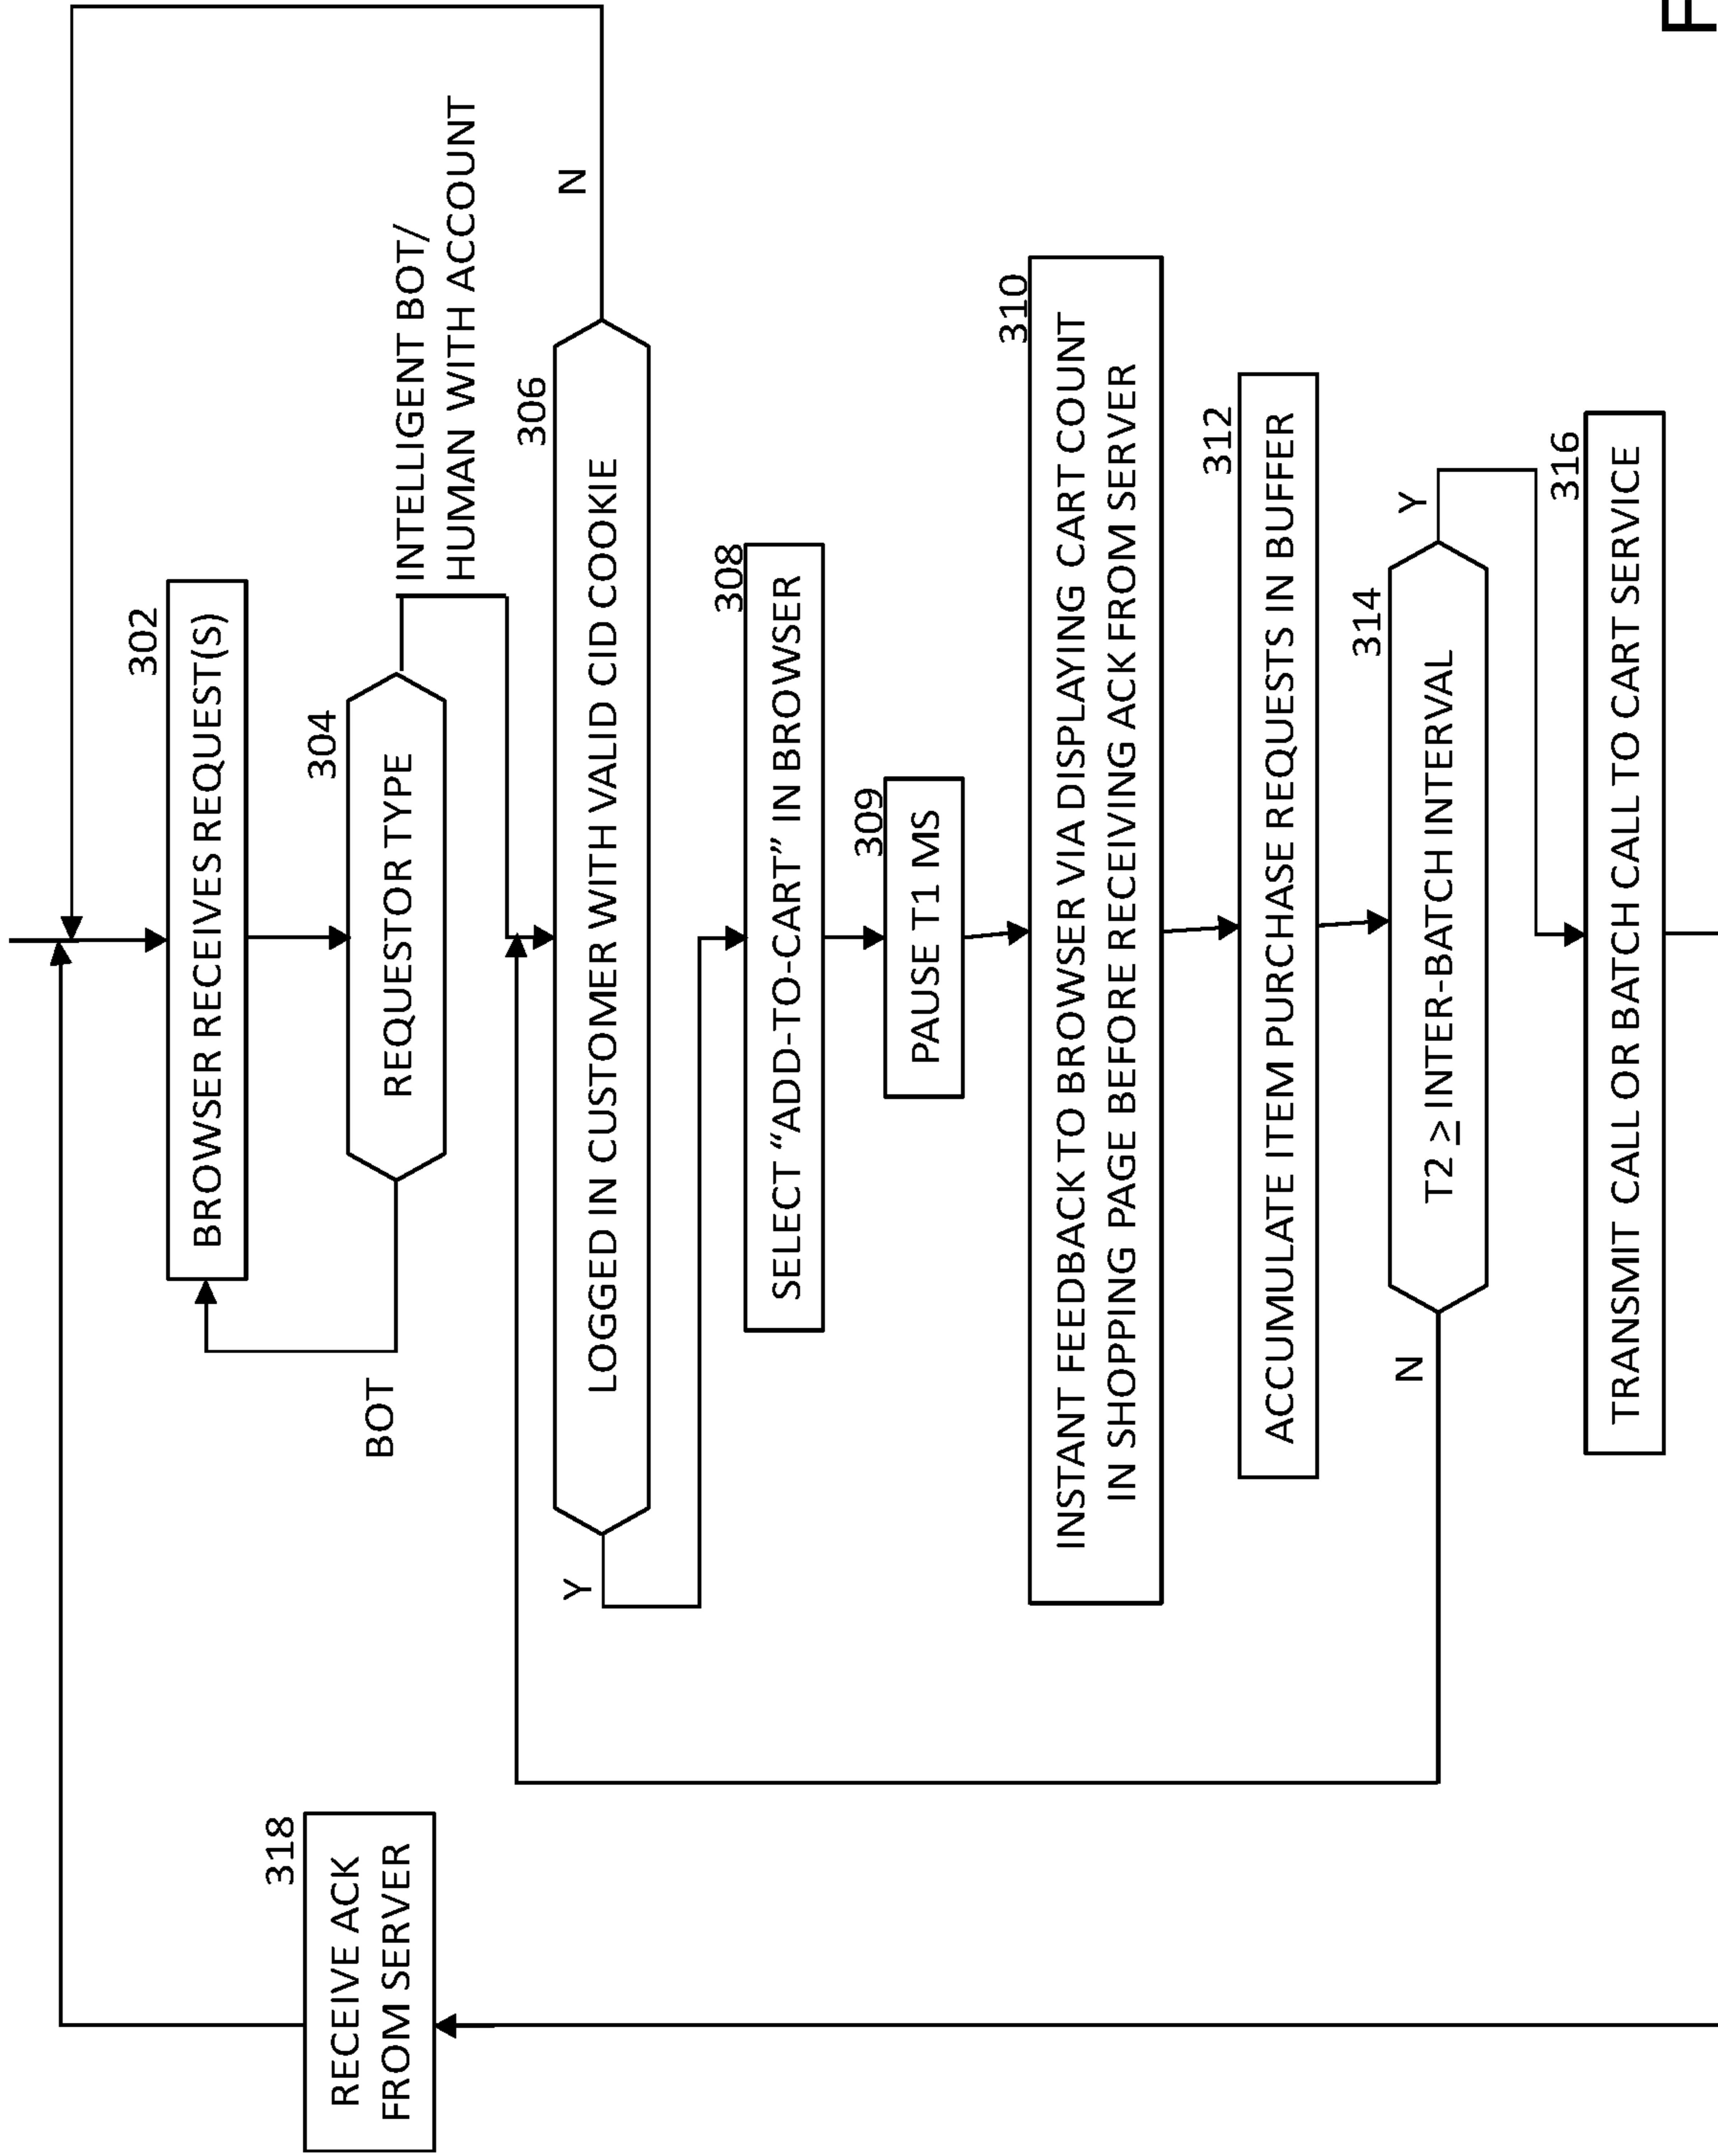 302
BROWSER RECEIVES REQUEST(S)
304
REQUESTOR TYPE
BOT
INTELLIGENT BOT/
HUMAN WITH ACCOUNT
306
LOGGED IN CUSTOMER WITH VALID CID COOKIE
N
Y
308
SELECT “ADD-TO-CART” IN BROWSER
309
PAUSE T1 MS
310
INSTANT FEEDBACK TO BROWSER VIA DISPLAYING CART COUNT
IN SHOPPING PAGE BEFORE RECEIVING ACK FROM SERVER
312
ACCUMULATE ITEM PURCHASE REQUESTS IN BUFFER
314
T2 ≥ INTER-BATCH INTERVAL
N
Y
316
TRANSMIT CALL OR BATCH CALL TO CART SERVICE
318
RECEIVE ACK
FROM SERVER